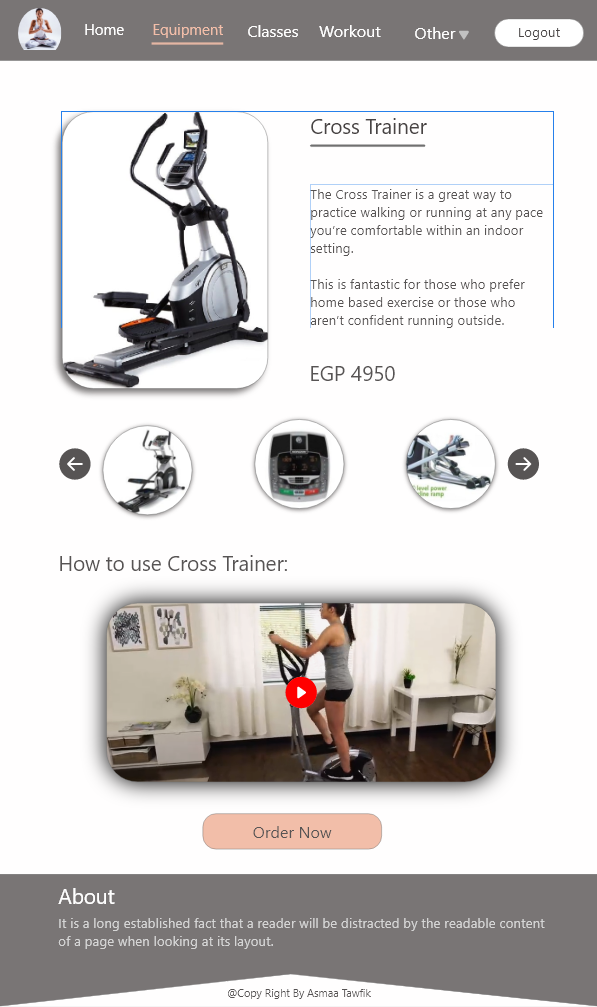 Home Equipment Classes Workout Other Logout
Cross Trainer
The Cross Trainer is a great way to
practice walking or running at any pace
you're comfortable within an indoor
setting.
This is fantastic for those who prefer
home based exercise or those who
aren't confident running outside.
EGP 4950
level power
ramp
How to use Cross Trainer:
Order Now
About
It is a long established fact that a reader will be distracted by the readable content
of a page when looking at its layout.
@Copy Right By Asmaa Tawfik